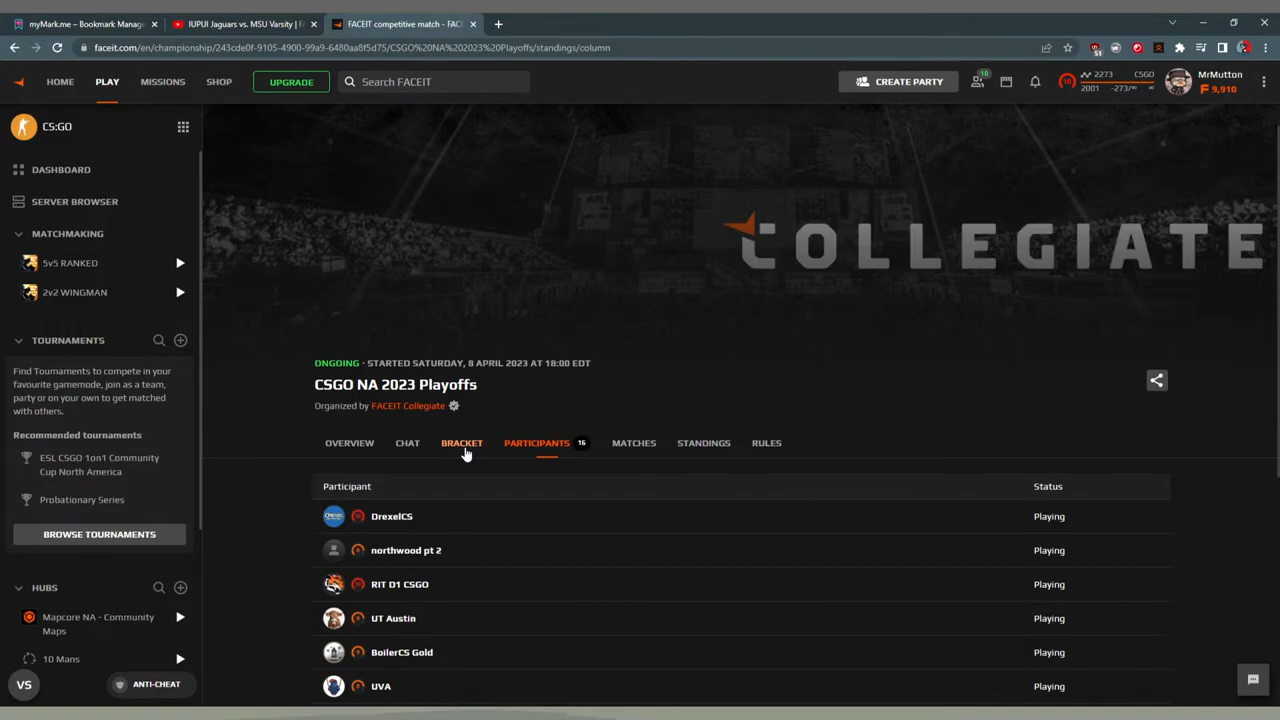 myMark.me – Bookmark Manage
IUPUI Jaguars vs. MSU Varsity | F
FACEIT competitive match - FACE
faceit.com/en/championship/243cde0f-9105-4900-99a9-6480aa8f5d75/CSGO%20NA%202023%20Playoffs/standings/column
51
HOME
PLAY
MISSIONS
SHOP
UPGRADE
Search FACEIT
CREATE PARTY
10
10
2273
CSGO
2001
-273/∞
MrMutton
9,910
CS:GO
DASHBOARD
SERVER BROWSER
MATCHMAKING
5v5 RANKED
2v2 WINGMAN
TOURNAMENTS
Find Tournaments to compete in your
favourite gamemode, join as a team,
party or on your own to get matched
with others.
Recommended tournaments
ESL CSGO 1on1 Community
Cup North America
Probationary Series
BROWSE TOURNAMENTS
HUBS
Mapcore NA - Community
Maps
10 Mans
VS
ANTI-CHEAT
COLLEGIATE
ONGOING · STARTED SATURDAY, 8 APRIL 2023 AT 18:00 EDT
CSGO NA 2023 Playoffs
Organized by FACEIT Collegiate
OVERVIEW
CHAT
BRACKET
PARTICIPANTS
16
MATCHES
STANDINGS
RULES
Participant
Status
DrexelCS
Playing
northwood pt 2
Playing
RIT D1 CSGO
Playing
UT Austin
Playing
BoilerCS Gold
Playing
UVA
Playing